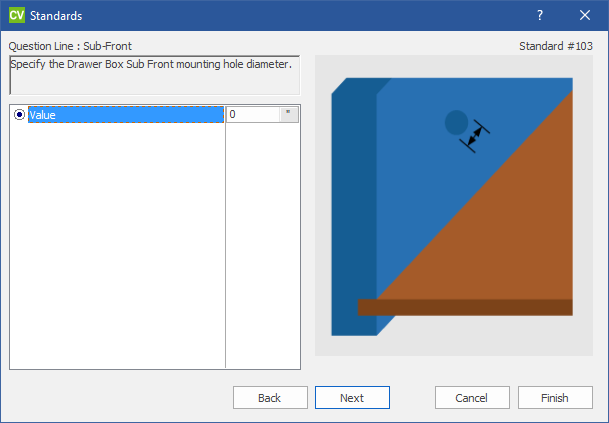 CV Standards ?
Question Line : Sub-Front Standard #103
Specify the Drawer Box Sub Front mounting hole diameter.
Value 0 "
Back Next Cancel Finish